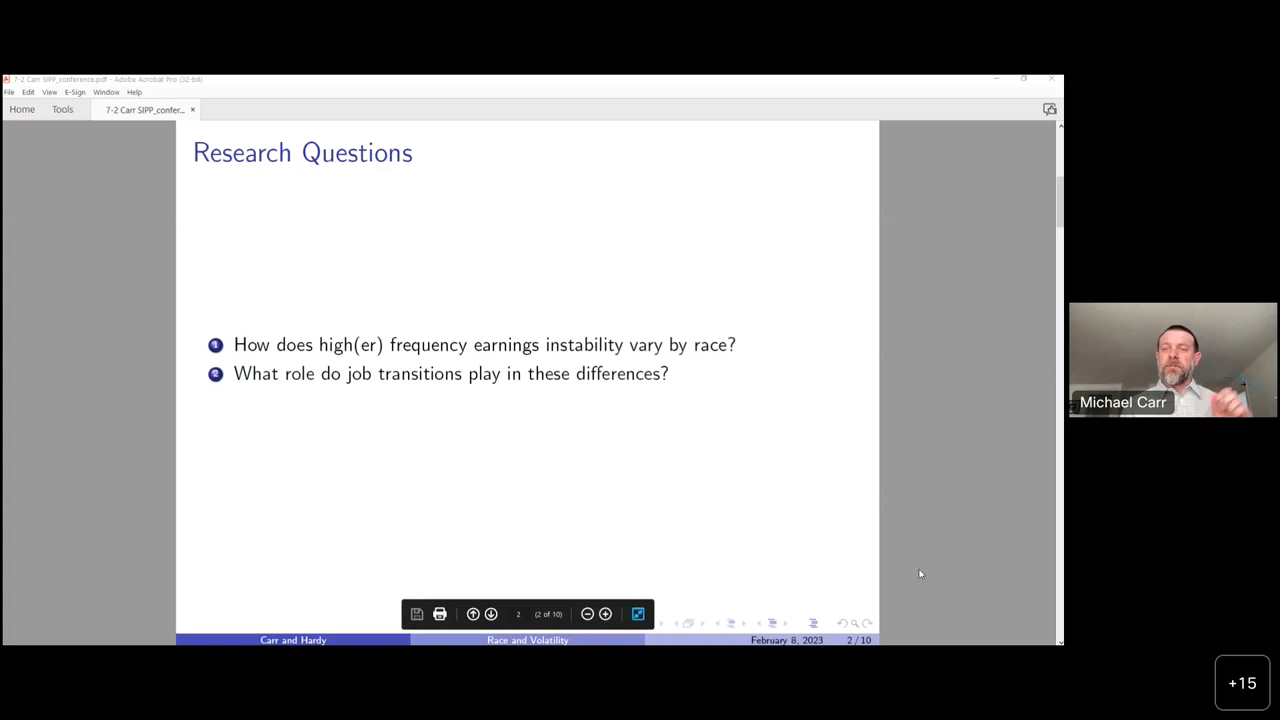 7-2 Carr SIPP_conference.pdf - Adobe Acrobat Pro (32-bit)
File Edit View E-Sign Window Help
Home Tools 7-2 Carr SIPP_confer... ×
Research Questions
1 How does high(er) frequency earnings instability vary by race?
2 What role do job transitions play in these differences?
Michael Carr
2 (2 of 10)
Carr and Hardy Race and Volatility February 8, 2023 2 / 10
+15